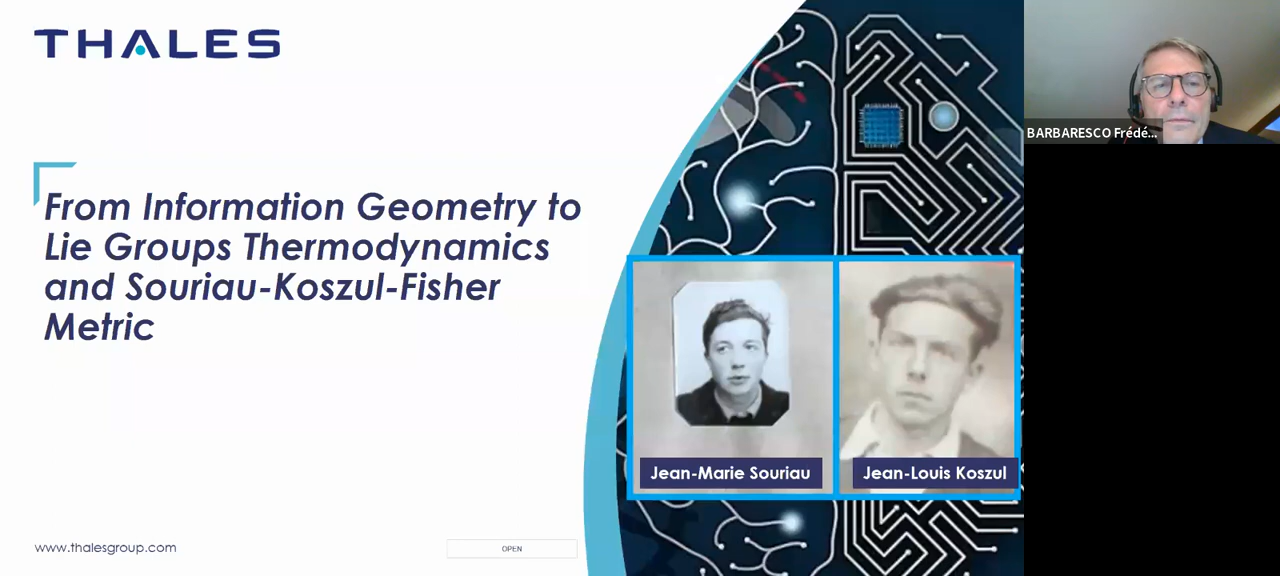 THALES
From Information Geometry to
Lie Groups Thermodynamics
and Souriau-Koszul-Fisher
Metric
Jean-Marie Souriau
Jean-Louis Koszul
www.thalesgroup.com
OPEN
BARBARESCO Frédé...